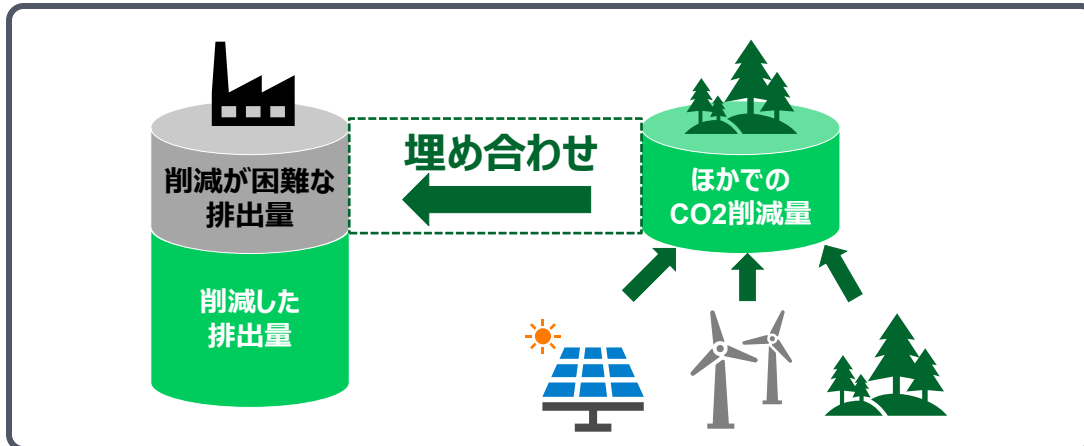 埋め合わせ
削減が困難な
排出量
削減した
排出量
ほかでの
CO2削減量